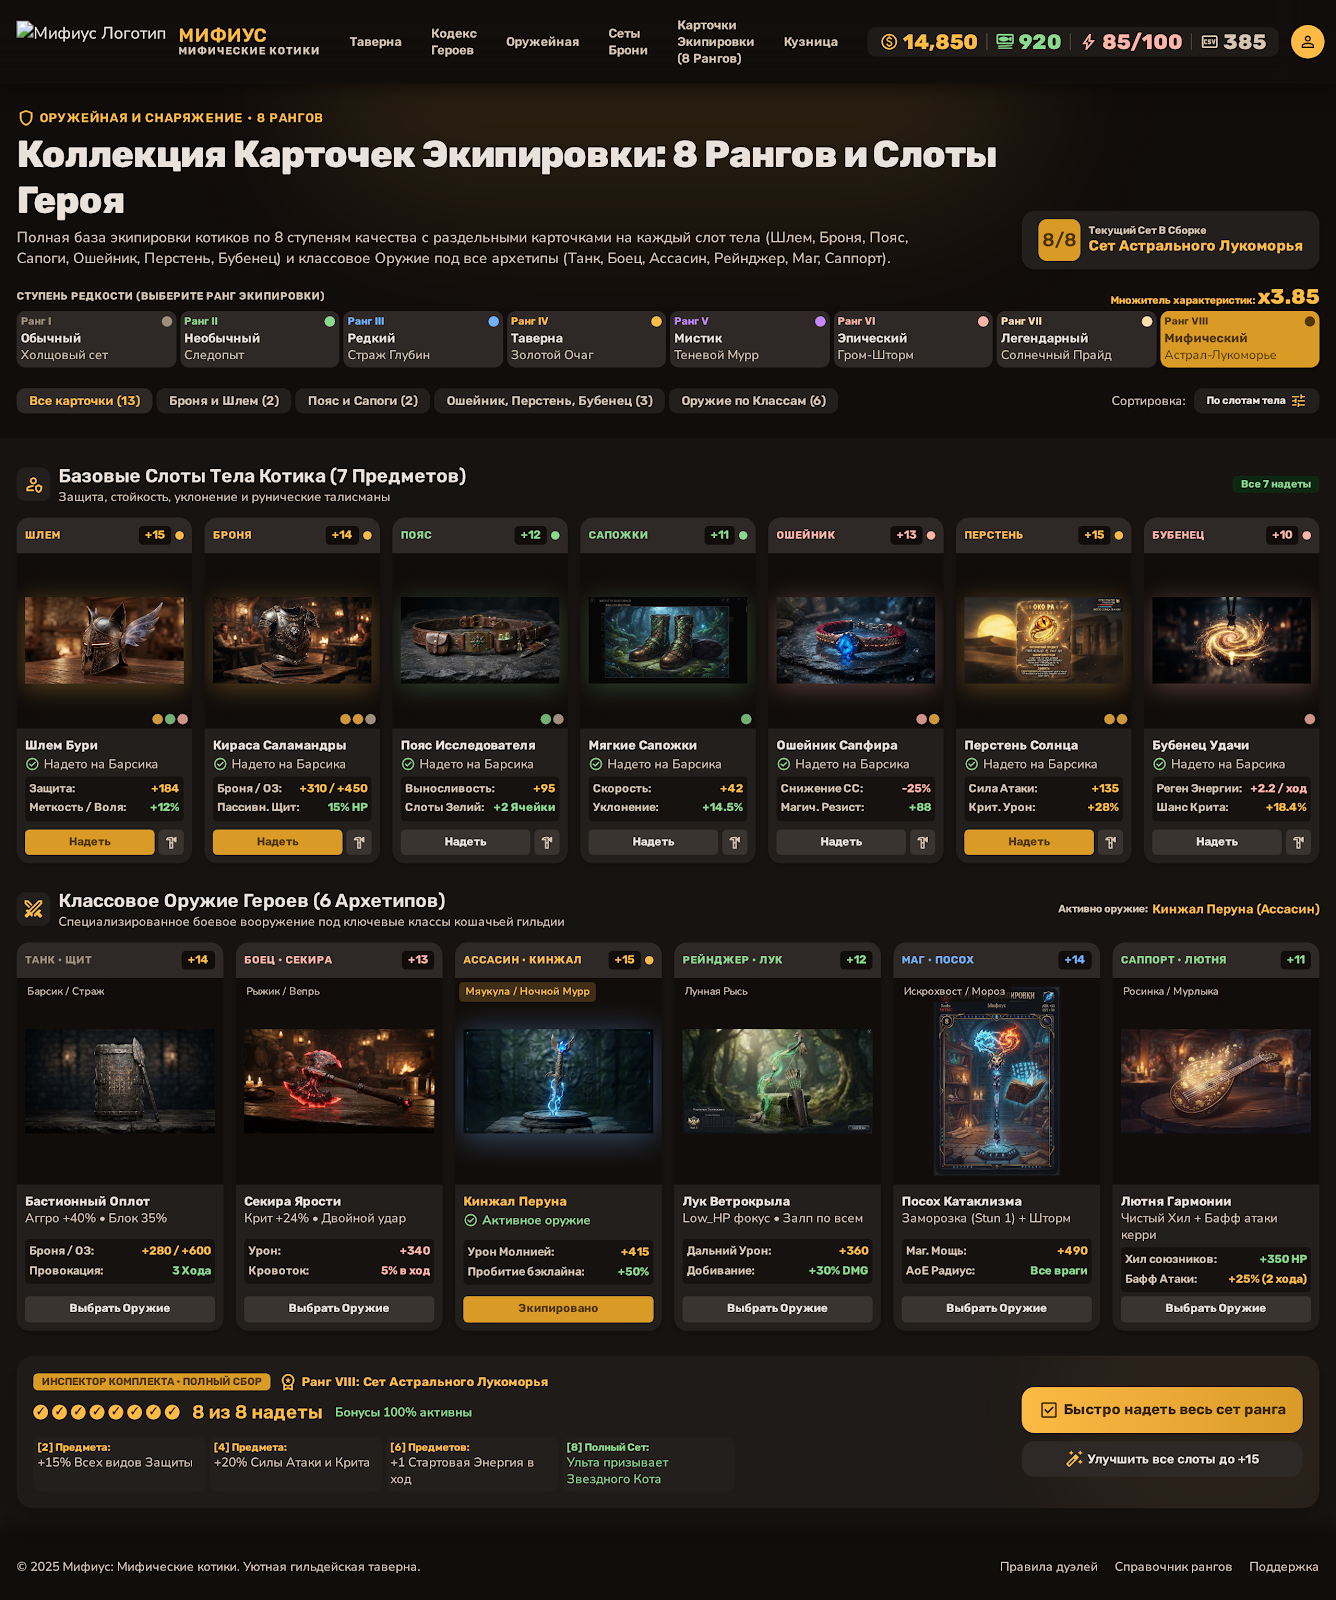 Мифиус Логотип
МИФИУС
МИФИЧЕСКИЕ КОТИКИ
Таверна
Кодекс
Героев
Оружейная
Сеты
Брони
Карточки
Экипировки
(8 Рангов)
Кузница
14,850
920
85/100
CSV
385
ОРУЖЕЙНАЯ И СНАРЯЖЕНИЕ • 8 РАНГОВ
Коллекция Карточек Экипировки: 8 Рангов и Слоты
Героя
Полная база экипировки котиков по 8 ступеням качества с раздельными карточками на каждый слот тела (Шлем, Броня, Пояс,
Сапоги, Ошейник, Перстень, Бубенец) и классовое Оружие под все архетипы (Танк, Боец, Ассасин, Рейнджер, Маг, Саппорт).
8/8
Текущий Сет В Сборке
Сет Астрального Лукоморья
СТУПЕНЬ РЕДКОСТИ (ВЫБЕРИТЕ РАНГ ЭКИПИРОВКИ)
Множитель характеристик: x3.85
Ранг I
Обычный
Холщовый сет
Ранг II
Необычный
Следопыт
Ранг III
Редкий
Страж Глубин
Ранг IV
Таверна
Золотой Очаг
Ранг V
Мистик
Теневой Мурр
Ранг VI
Эпический
Гром-Шторм
Ранг VII
Легендарный
Солнечный Прайд
Ранг VIII
Мифический
Астрал-Лукоморье
Все карточки (13)
Броня и Шлем (2)
Пояс и Сапоги (2)
Ошейник, Перстень, Бубенец (3)
Оружие по Классам (6)
Сортировка:
По слотам тела
Базовые Слоты Тела Котика (7 Предметов)
Защита, стойкость, уклонение и рунические талисманы
Все 7 надеты
ШЛЕМ
+15
Шлем Бури
Надето на Барсика
Защита: +184
Меткость / Воля: +12%
Надеть
БРОНЯ
+14
Кираса Саламандры
Надето на Барсика
Броня / ОЗ: +310 / +450
Пассивн. Щит: 15% HP
Надеть
ПОЯС
+12
Пояс Исследователя
Надето на Барсика
Выносливость: +95
Слоты Зелий: +2 Ячейки
Надеть
САПОЖКИ
+11
Мягкие Сапожки
Надето на Барсика
Скорость: +42
Уклонение: +14.5%
Надеть
ОШЕЙНИК
+13
Ошейник Сапфира
Надето на Барсика
Снижение CC: -25%
Магич. Резист: +88
Надеть
ПЕРСТЕНЬ
+15
ОКО РА
Перстень Солнца
Надето на Барсика
Сила Атаки: +135
Крит. Урон: +28%
Надеть
БУБЕНЕЦ
+10
Бубенец Удачи
Надето на Барсика
Реген Энергии: +2.2 / ход
Шанс Крита: +18.4%
Надеть
Классовое Оружие Героев (6 Архетипов)
Специализированное боевое вооружение под ключевые классы кошачьей гильдии
Активно оружие: Кинжал Перуна (Ассасин)
ТАНК • ЩИТ
+14
Барсик / Страж
Бастионный Оплот
Аггро +40% • Блок 35%
Броня / ОЗ: +280 / +600
Провокация: 3 Хода
Выбрать Оружие
БОЕЦ • СЕКИРА
+13
Рыжик / Вепрь
Секира Ярости
Крит +24% • Двойной удар
Урон: +340
Кровоток: 5% в ход
Выбрать Оружие
АССАСИН • КИНЖАЛ
+15
Мяукула / Ночной Мурр
Кинжал Перуна
Активное оружие
Урон Молнией: +415
Пробитие бэклайна: +50%
Экипировано
РЕЙНДЖЕР • ЛУК
+12
Лунная Рысь
Лук Ветрокрыла
Low_HP фокус • Залп по всем
Дальний Урон: +360
Добивание: +30% DMG
Выбрать Оружие
МАГ • ПОСОХ
+14
Искрохвост / Мороз
ИРОВКИ
Мифиус
8
Посох Катаклизма
Заморозка (Stun 1) + Шторм
Маг. Мощь: +490
AoE Радиус: Все враги
Выбрать Оружие
САППОРТ • ЛЮТНЯ
+11
Росинка / Мурлыка
Лютня Гармонии
Чистый Хил + Бафф атаки
керри
Хил союзников: +350 HP
Бафф Атаки: +25% (2 хода)
Выбрать Оружие
ИНСПЕКТОР КОМПЛЕКТА • ПОЛНЫЙ СБОР
Ранг VIII: Сет Астрального Лукоморья
8 из 8 надеты
Бонусы 100% активны
[2] Предмета:
+15% Всех видов Защиты
[4] Предмета:
+20% Силы Атаки и Крита
[6] Предметов:
+1 Стартовая Энергия в
ход
[8] Полный Сет:
Ульта призывает
Звездного Кота
Быстро надеть весь сет ранга
Улучшить все слоты до +15
© 2025 Мифиус: Мифические котики. Уютная гильдейская таверна.
Правила дуэлей
Справочник рангов
Поддержка